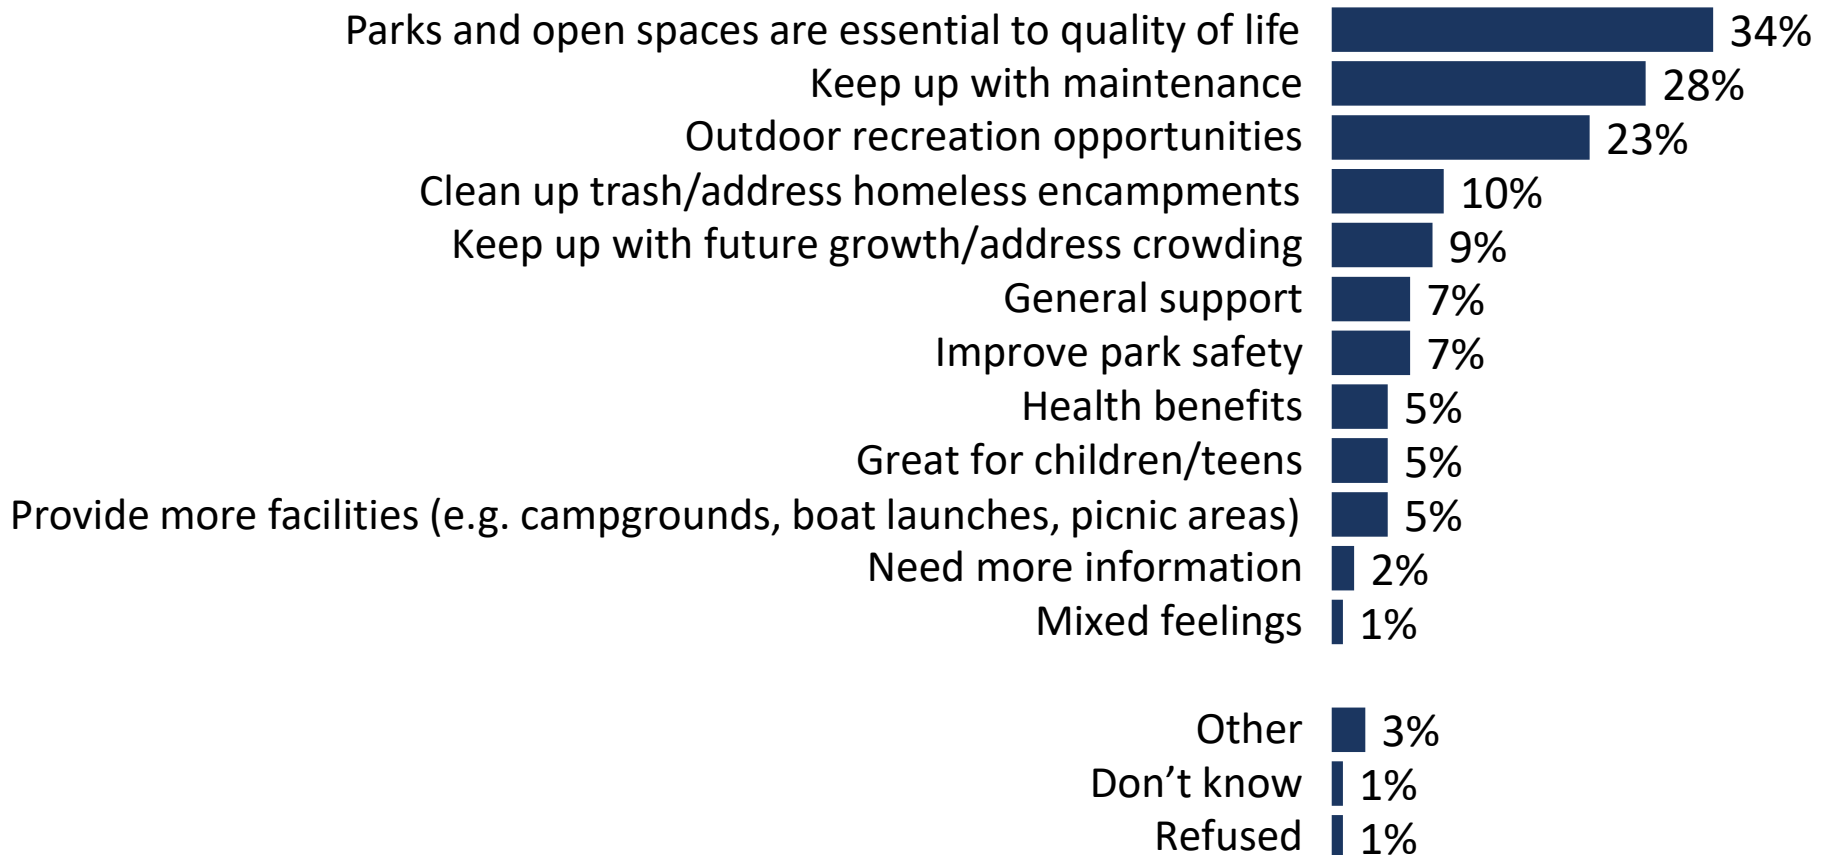 Parks and open spaces are essential to quality of life 34%
Keep up with maintenance 28%
Outdoor recreation opportunities 23%
Clean up trash/address homeless encampments 10%
Keep up with future growth/address crowding 9%
General support 7%
Improve park safety 7%
Health benefits 5%
Great for children/teens 5%
Provide more facilities (e.g. campgrounds, boat launches, picnic areas) 5%
Need more information 2%
Mixed feelings 1%
Other 3%
Don’t know 1%
Refused 1%